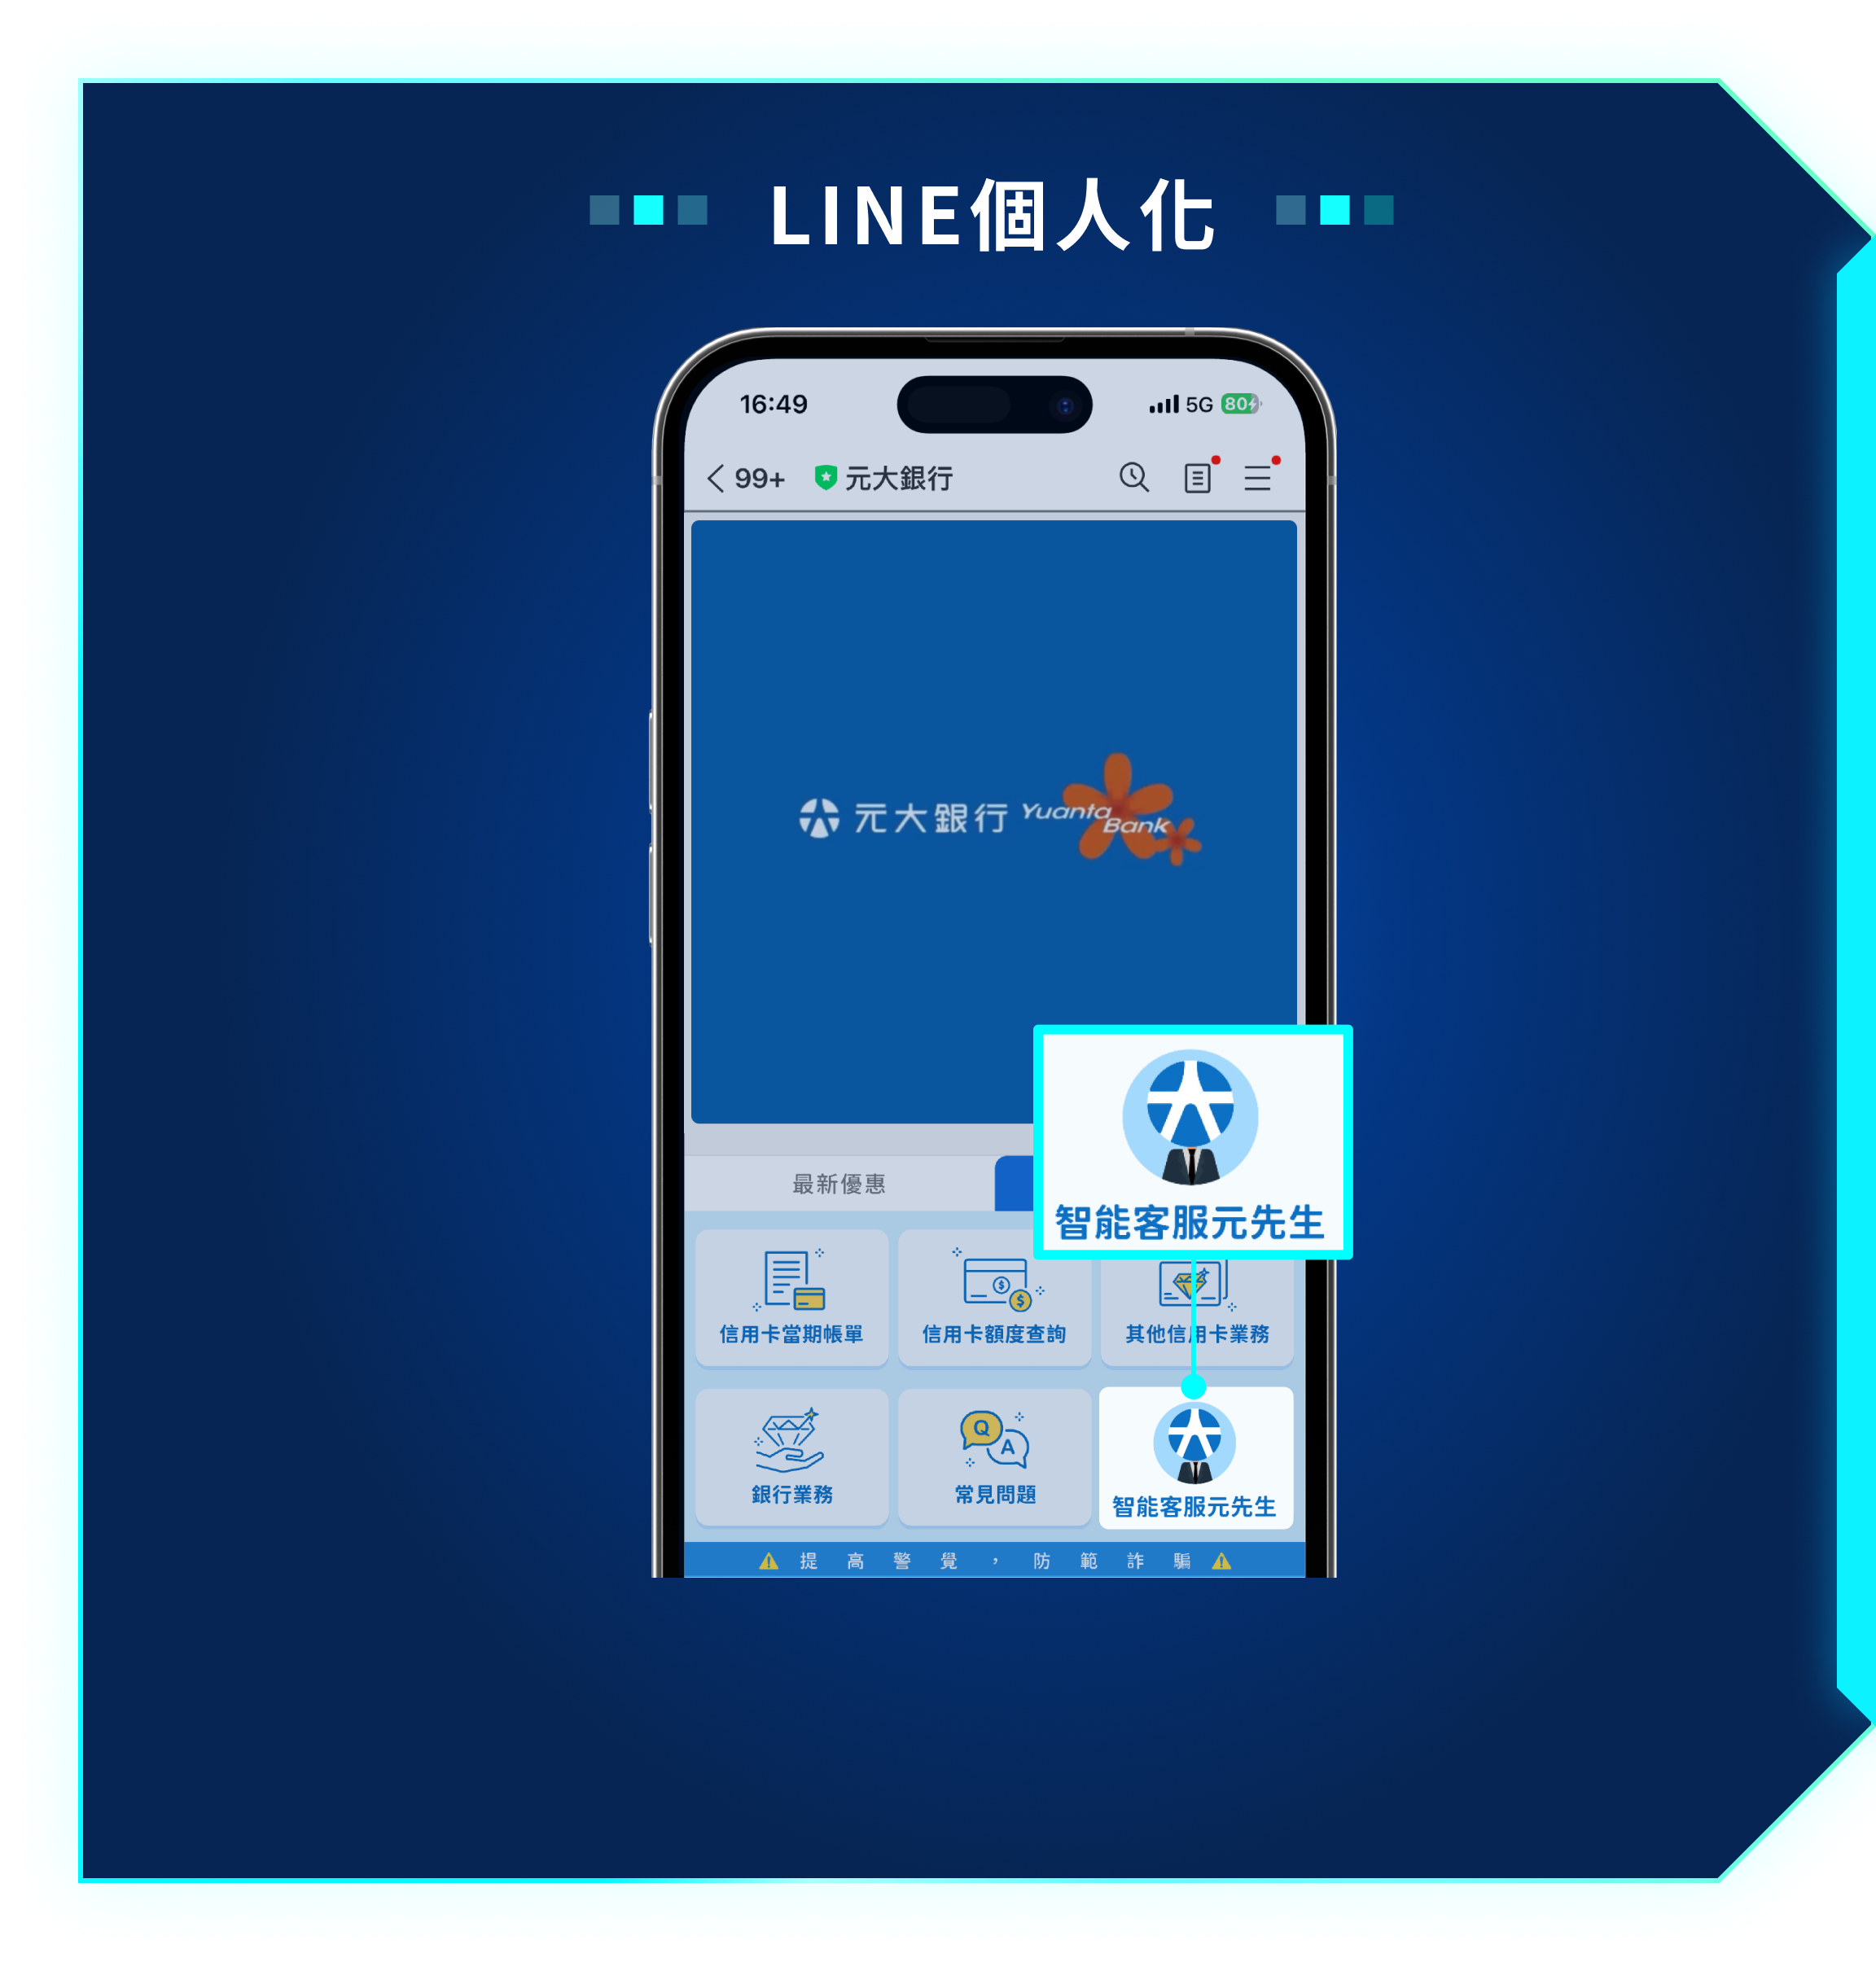 LINE個人化
16:49 5G 80
99+ 元大銀行
元大銀行 Yuanta Bank
智能客服元先生
最新優惠
$ $
信用卡當期帳單 信用卡額度查詢 其他信用卡業務
Q A
銀行業務 常見問題 智能客服元先生
提高警覺，防範詐騙